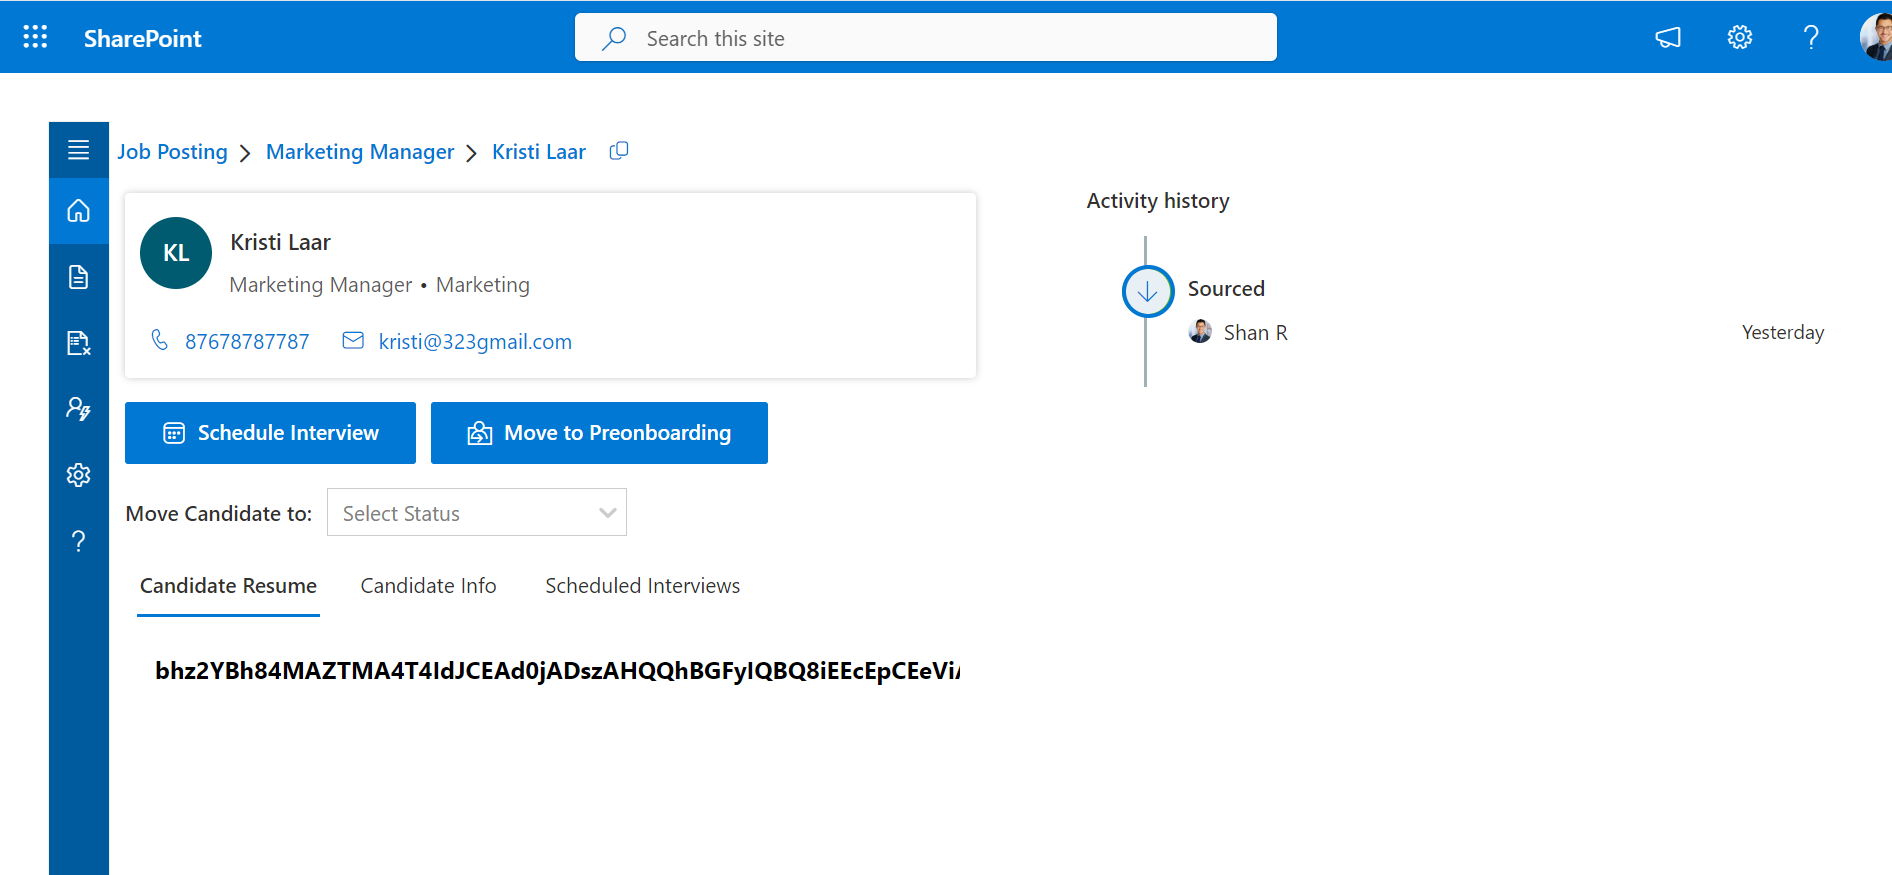 SharePoint
Search this site
Job Posting > Marketing Manager > Kristi Laar
KL
Kristi Laar
Marketing Manager • Marketing
87678787787 kristi@323gmail.com
Schedule Interview Move to Preonboarding
Move Candidate to: Select Status
Candidate Resume Candidate Info Scheduled Interviews
bhz2YBh84MAZTMA4T4IdJCEAd0jADszAHQQhBGFyIQBQ8iEEcEpCEeVi
Activity history
Sourced
Shan R Yesterday